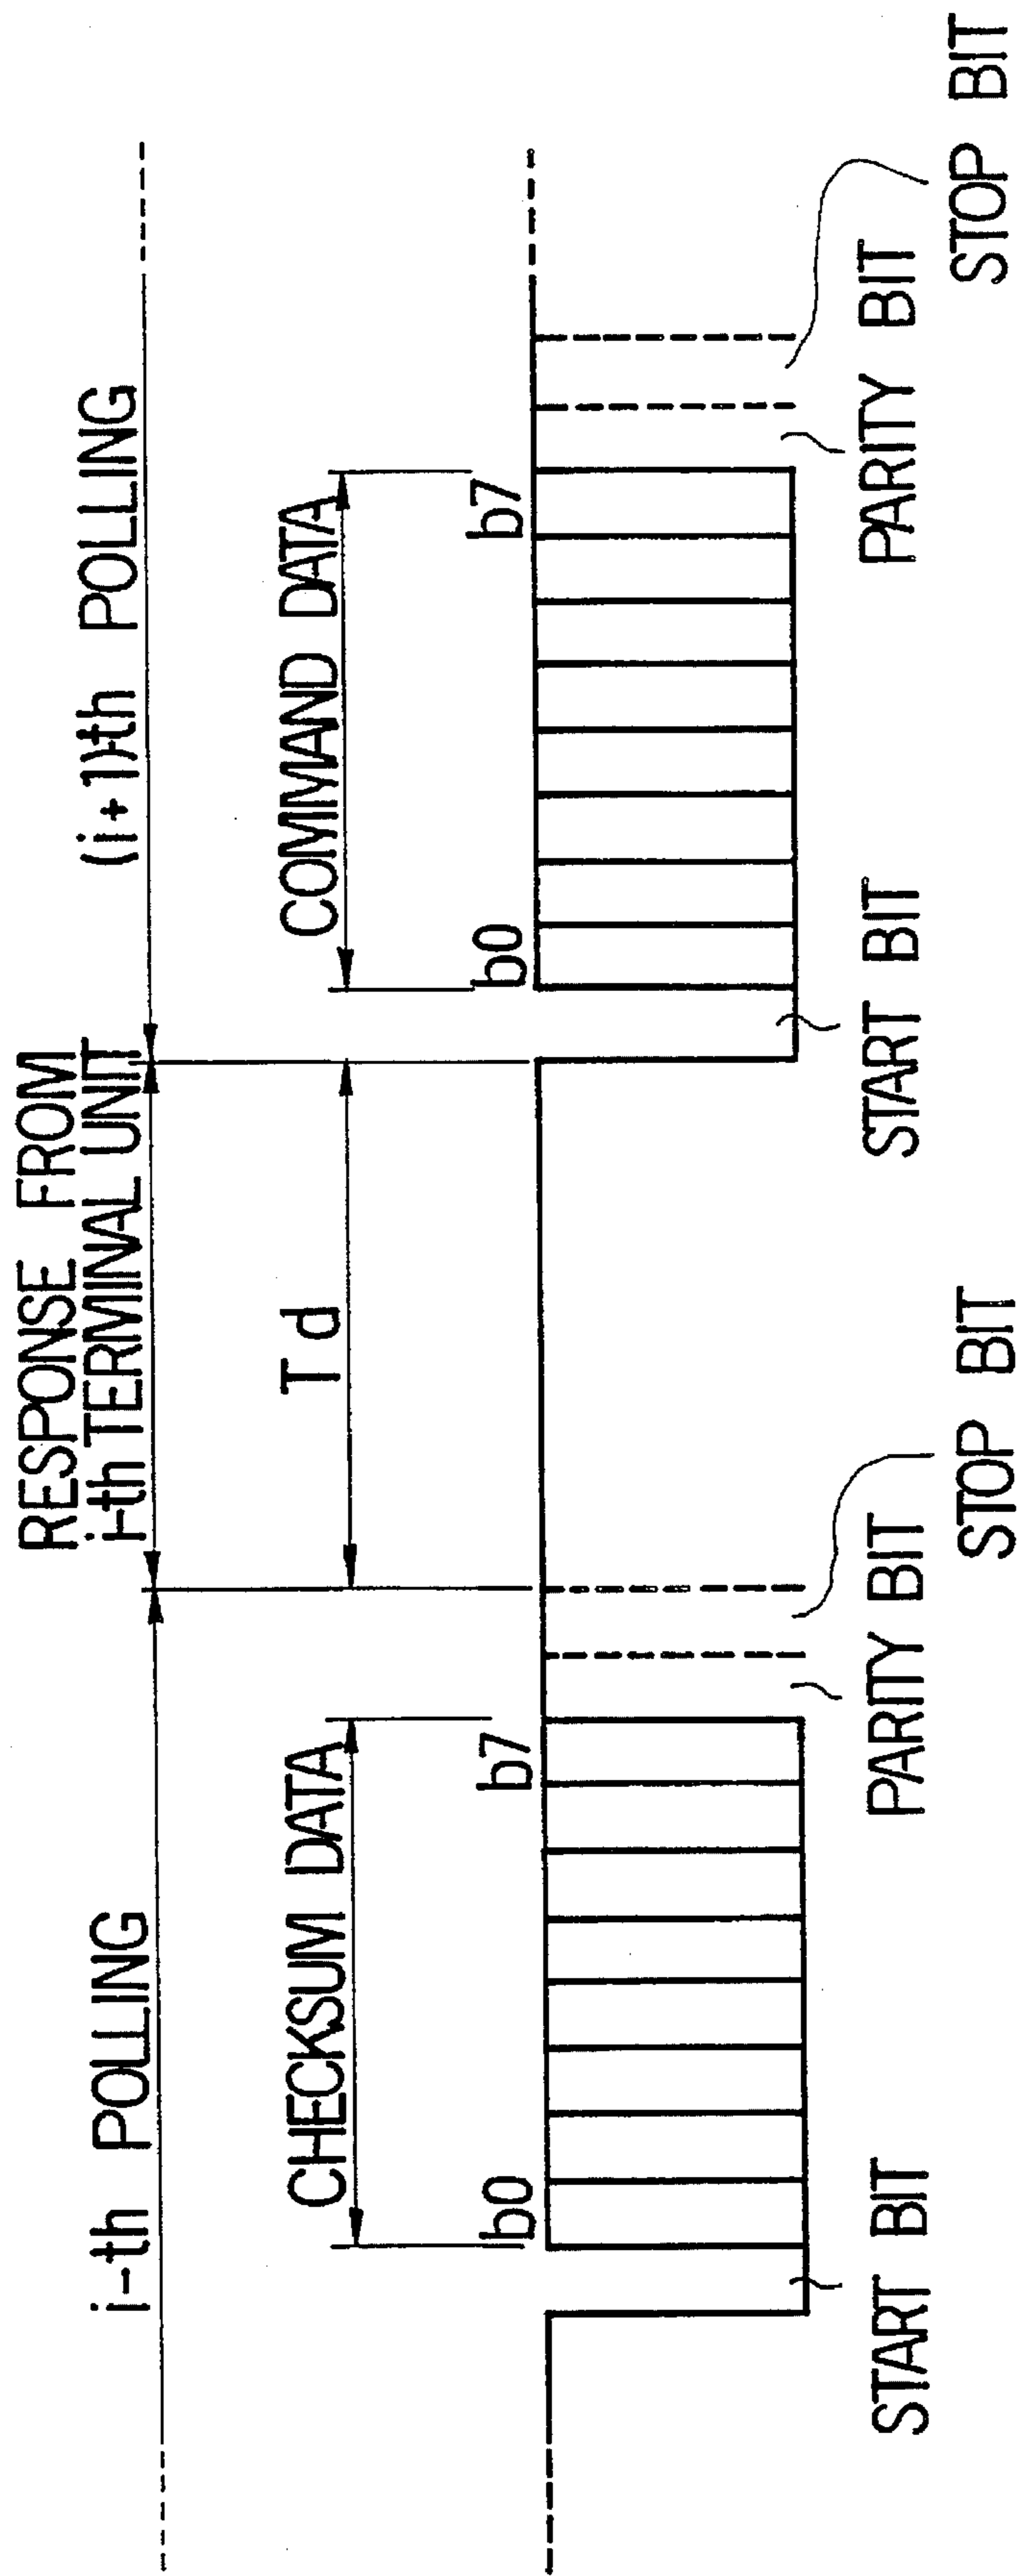 i-th POLLING
RESPONSE FROM
i-th TERMINAL UNIT
(i+1)th POLLING
CHECKSUM DATA
T d
COMMAND DATA
b0
b7
b0
b7
START BIT
PARITY BIT
STOP BIT
START BIT
PARITY BIT
STOP BIT